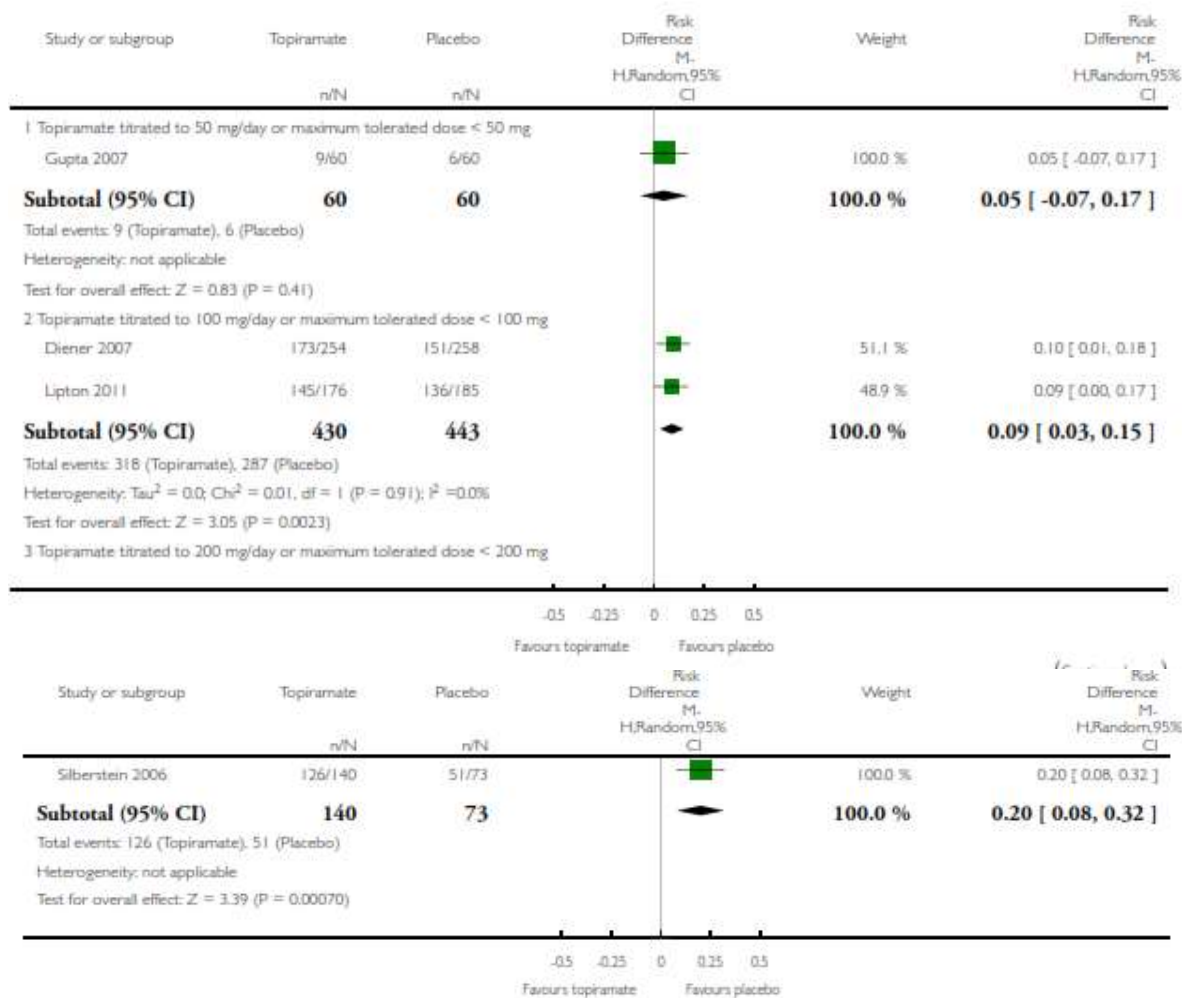 Study or subgroup Topiramate Placebo Risk Difference Weight Risk Difference
M- M-
H,Random,95% CI H,Random,95% CI
n/N n/N
1 Topiramate titrated to 50 mg/day or maximum tolerated dose < 50 mg
Gupta 2007 9/60 6/60 100.0 % 0.05 [ -0.07, 0.17 ]
Subtotal (95% CI) 60 60 100.0 % 0.05 [ -0.07, 0.17 ]
Total events: 9 (Topiramate), 6 (Placebo)
Heterogeneity: not applicable
Test for overall effect: Z = 0.83 (P = 0.41)
2 Topiramate titrated to 100 mg/day or maximum tolerated dose < 100 mg
Diener 2007 173/254 151/258 51.1 % 0.10 [ 0.01, 0.18 ]
Lipton 2011 145/176 136/185 48.9 % 0.09 [ 0.00, 0.17 ]
Subtotal (95% CI) 430 443 100.0 % 0.09 [ 0.03, 0.15 ]
Total events: 318 (Topiramate), 287 (Placebo)
Heterogeneity: Tau² = 0.0; Chi² = 0.01, df = 1 (P = 0.91); I² =0.0%
Test for overall effect: Z = 3.05 (P = 0.0023)
3 Topiramate titrated to 200 mg/day or maximum tolerated dose < 200 mg
-0.5 -0.25 0 0.25 0.5
Favours topiramate Favours placebo
Study or subgroup Topiramate Placebo Risk Difference Weight Risk Difference
M- M-
H,Random,95% CI H,Random,95% CI
n/N n/N
Silberstein 2006 126/140 51/73 100.0 % 0.20 [ 0.08, 0.32 ]
Subtotal (95% CI) 140 73 100.0 % 0.20 [ 0.08, 0.32 ]
Total events: 126 (Topiramate), 51 (Placebo)
Heterogeneity: not applicable
Test for overall effect: Z = 3.39 (P = 0.00070)
-0.5 -0.25 0 0.25 0.5
Favours topiramate Favours placebo